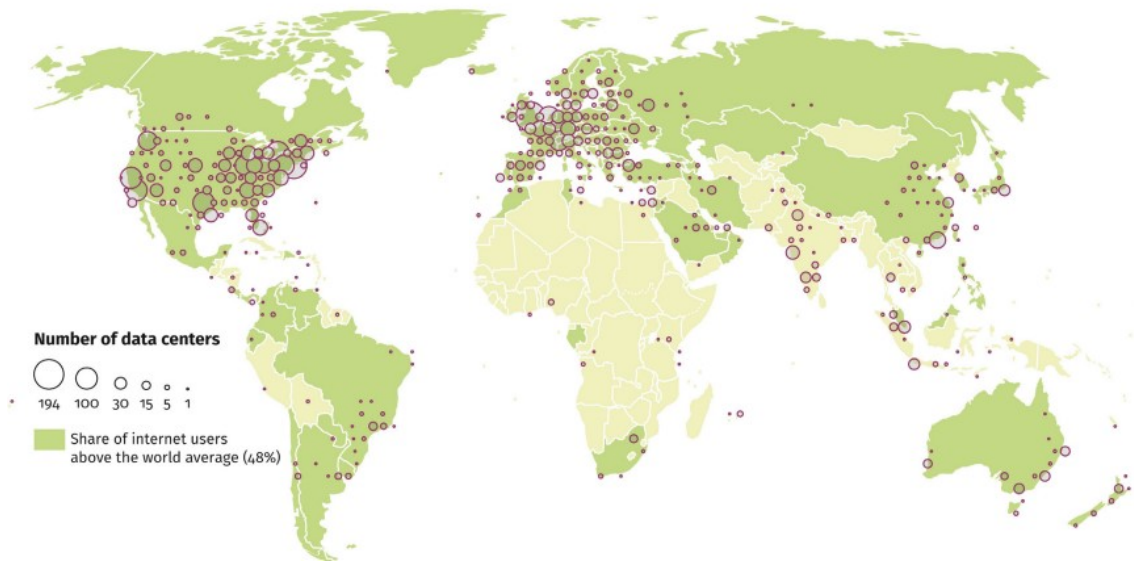 Number of data centers
194 100 30 15 5 1
Share of internet users
above the world average (48%)